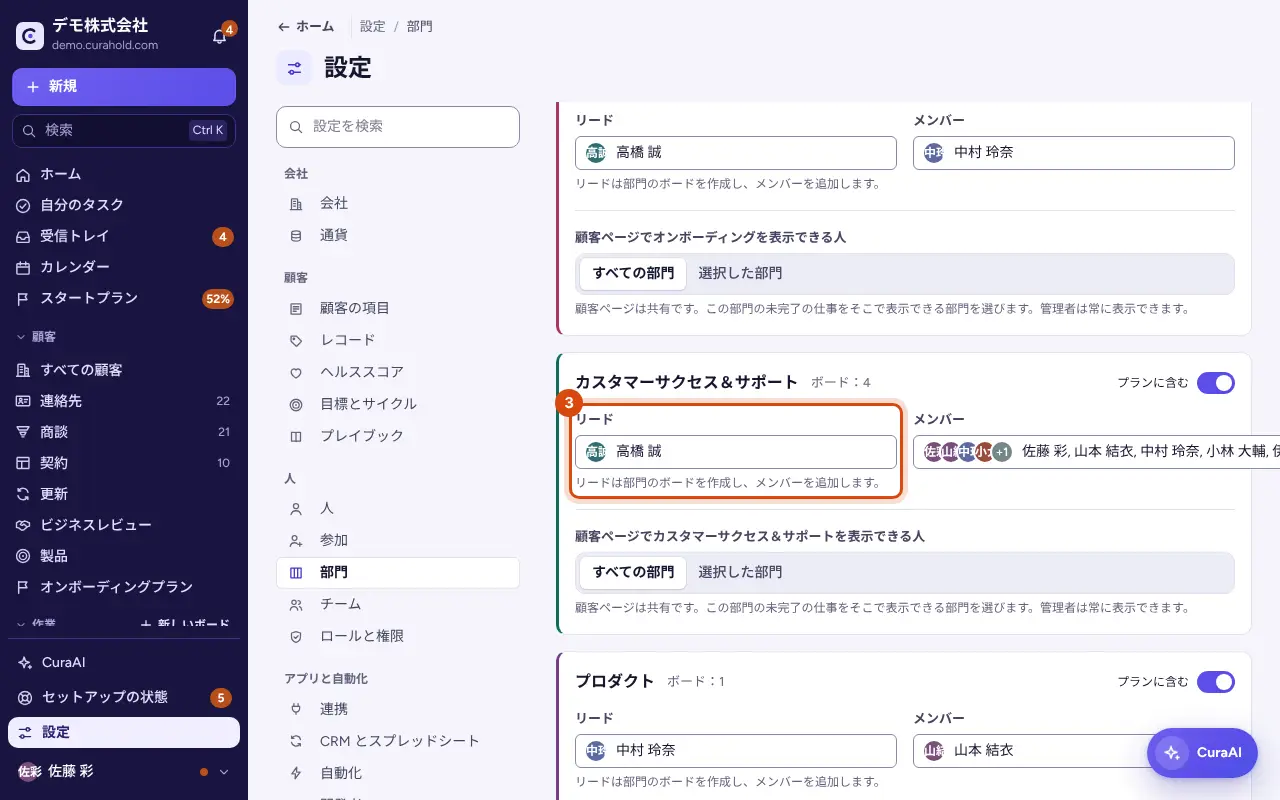 デモ株式会社
demo.curahold.com
4
+ 新規
検索
Ctrl K
ホーム
自分のタスク
受信トレイ
4
カレンダー
スタートプラン
52%
顧客
すべての顧客
連絡先
22
商談
21
契約
10
更新
ビジネスレビュー
製品
オンボーディングプラン
作業
+ 新しいボード
CuraAI
セットアップの状態
5
設定
佐彩 佐藤 彩
← ホーム
設定 / 部門
設定
設定を検索
会社
会社
通貨
顧客
顧客の項目
レコード
ヘルススコア
目標とサイクル
プレイブック
人
人
参加
部門
チーム
ロールと権限
アプリと自動化
連携
CRM とスプレッドシート
自動化
リード
メンバー
高橋 誠
中村 玲奈
リードは部門のボードを作成し、メンバーを追加します。
顧客ページでオンボーディングを表示できる人
すべての部門
選択した部門
顧客ページは共有です。この部門の未完了の仕事をそこで表示できる部門を選びます。管理者は常に表示できます。
カスタマーサクセス&サポート
ボード：4
プランに含む
3
リード
メンバー
高橋 誠
+1
佐藤 彩, 山本 結衣, 中村 玲奈, 小林 大輔,
リードは部門のボードを作成し、メンバーを追加します。
顧客ページでカスタマーサクセス&サポートを表示できる人
すべての部門
選択した部門
顧客ページは共有です。この部門の未完了の仕事をそこで表示できる部門を選びます。管理者は常に表示できます。
プロダクト
ボード：1
プランに含む
リード
メンバー
中村 玲奈
山本 結衣
リードは部門のボードを作成し、メンバーを追加します。
CuraAI